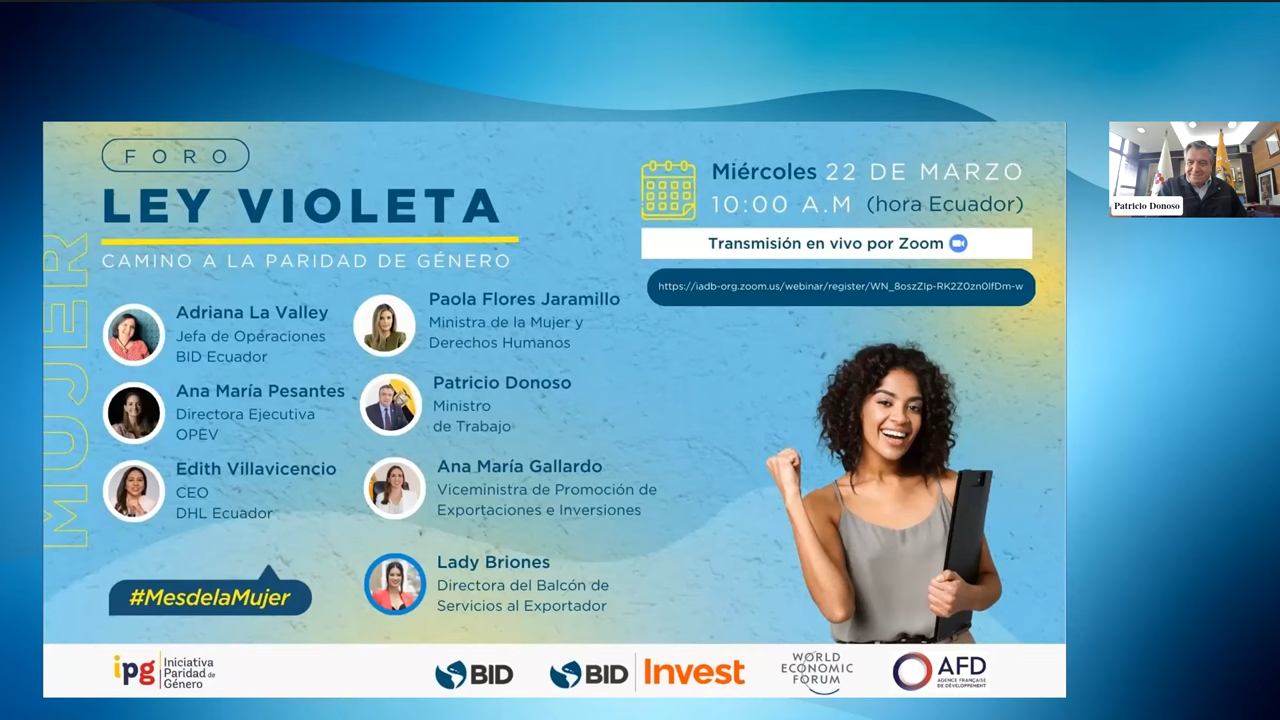 FORO
LEY VIOLETA
CAMINO A LA PARIDAD DE GÉNERO
MUJER
Miércoles 22 DE MARZO
10:00 A.M (hora Ecuador)
Transmisión en vivo por Zoom
https://iadb-org.zoom.us/webinar/register/WN_8oszZIp-RK2Z0zn0lfDm-w
Adriana La Valley
Jefa de Operaciones
BID Ecuador
Ana María Pesantes
Directora Ejecutiva
OPEV
Edith Villavicencio
CEO
DHL Ecuador
Paola Flores Jaramillo
Ministra de la Mujer y
Derechos Humanos
Patricio Donoso
Ministro
de Trabajo
Ana María Gallardo
Viceministra de Promoción de
Exportaciones e Inversiones
Lady Briones
Directora del Balcón de
Servicios al Exportador
#MesdelaMujer
ipg Iniciativa
Paridad de
Género
BID
BID Invest
WORLD
ECONOMIC
FORUM
AFD
AGENCE FRANÇAISE
DE DÉVELOPPEMENT
Patricio Donoso